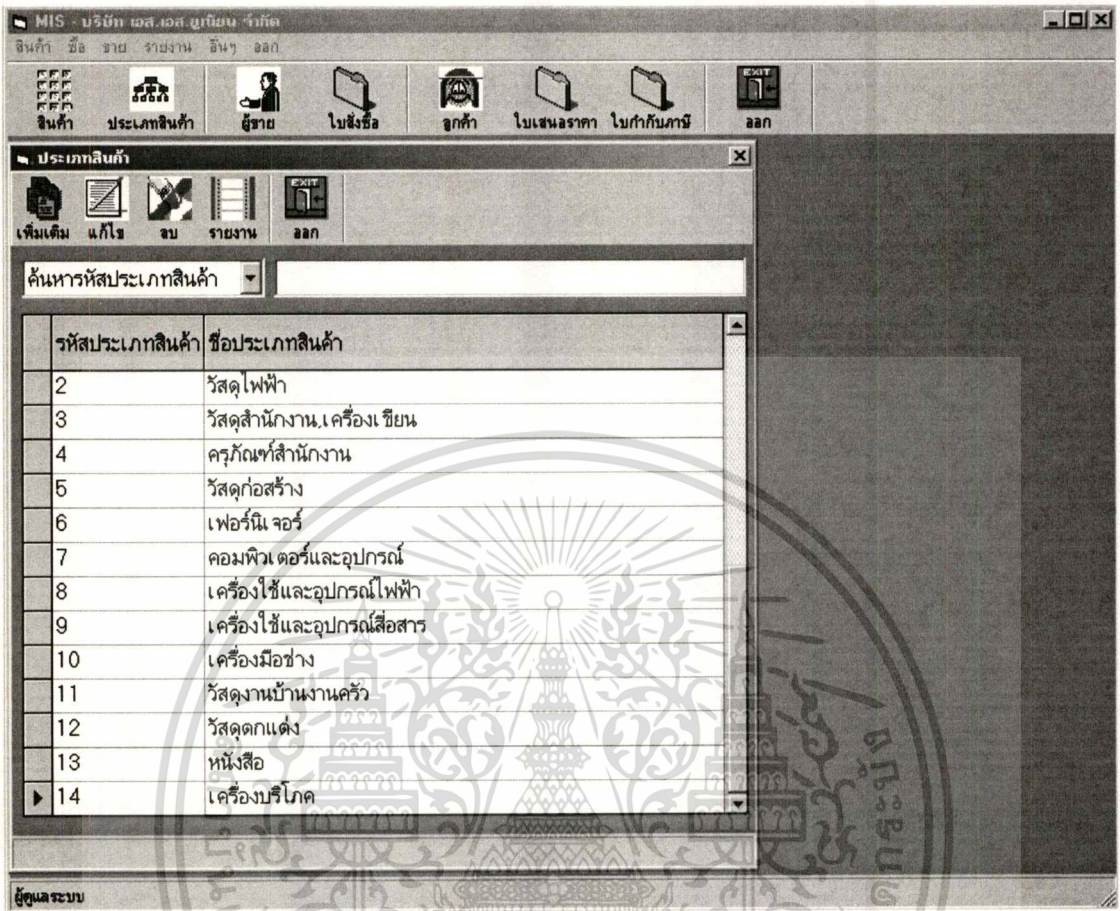 MIS - บริษัท เอส.เอส.ยูเนียน จำกัด
สินค้า ซื้อ ขาย รายงาน อื่นๆ ออก
EXIT
สินค้า ประเภทสินค้า ผู้ขาย ใบสั่งซื้อ ลูกค้า ใบเสนอราคา ใบกำกับภาษี ออก
ประเภทสินค้า
EXIT
เพิ่มเติม แก้ไข ลบ รายงาน ออก
ค้นหารหัสประเภทสินค้า
รหัสประเภทสินค้า ชื่อประเภทสินค้า
2 วัสดุไฟฟ้า
3 วัสดุสำนักงาน,เครื่องเขียน
4 ครุภัณฑ์สำนักงาน
5 วัสดุก่อสร้าง
6 เฟอร์นิเจอร์
7 คอมพิวเตอร์และอุปกรณ์
8 เครื่องใช้และอุปกรณ์ไฟฟ้า
9 เครื่องใช้และอุปกรณ์สื่อสาร
10 เครื่องมือช่าง
11 วัสดุงานบ้านงานครัว
12 วัสดุตกแต่ง
13 หนังสือ
14 เครื่องบริโภค
ผู้ดูแลระบบ